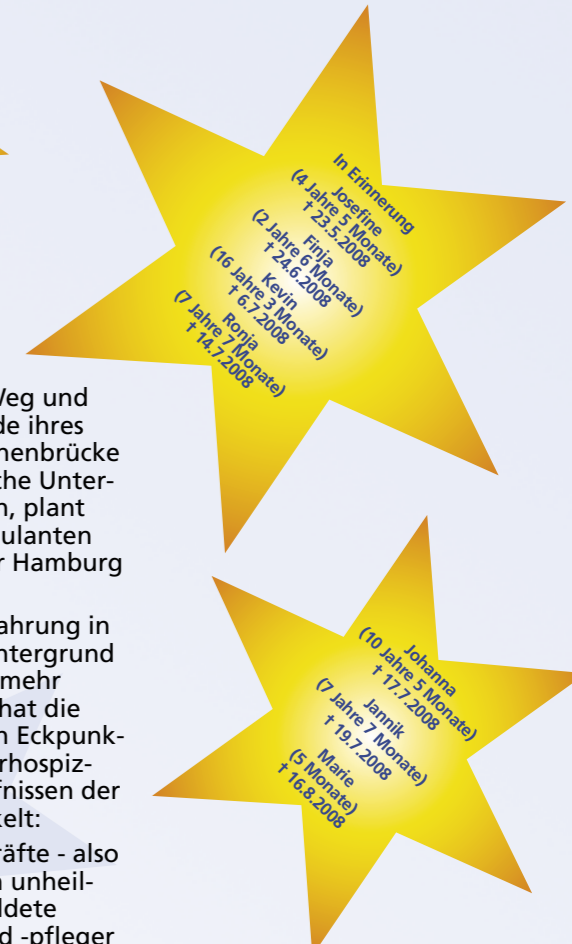 In Erinnerung
Josefine
(4 Jahre 5 Monate)
† 23.5.2008
Finja
(2 Jahre 6 Monate)
† 24.6.2008
Kevin
(16 Jahre 3 Monate)
† 6.7.2008
Ronja
(7 Jahre 7 Monate)
† 14.7.2008
Johanna
(10 Jahre 5 Monate)
† 17.7.2008
Jannik
(7 Jahre 7 Monate)
† 19.7.2008
Marie
(5 Monate)
† 16.8.2008
Weg und
de ihres
nenbrücke
che Unter-
n, plant
ulanten
r Hamburg
ahrung in
ntergrund
mehr
hat die
n Eckpunk-
rhospiz-
fnissen der
kelt:
räfte - also
n unheil-
ldete
d -pfleger